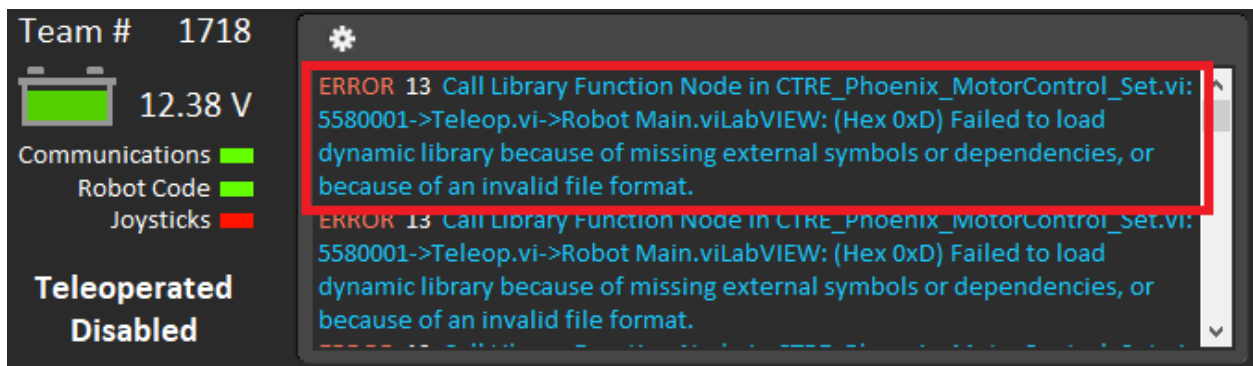 Team # 1718
12.38 V
Communications
Robot Code
Joysticks
Teleoperated
Disabled
ERROR 13 Call Library Function Node in CTRE_Phoenix_MotorControl_Set.vi:
5580001->Teleop.vi->Robot Main.viLabVIEW: (Hex 0xD) Failed to load
dynamic library because of missing external symbols or dependencies, or
because of an invalid file format.
ERROR 13 Call Library Function Node in CTRE_Phoenix_MotorControl_Set.vi:
5580001->Teleop.vi->Robot Main.viLabVIEW: (Hex 0xD) Failed to load
dynamic library because of missing external symbols or dependencies, or
because of an invalid file format.